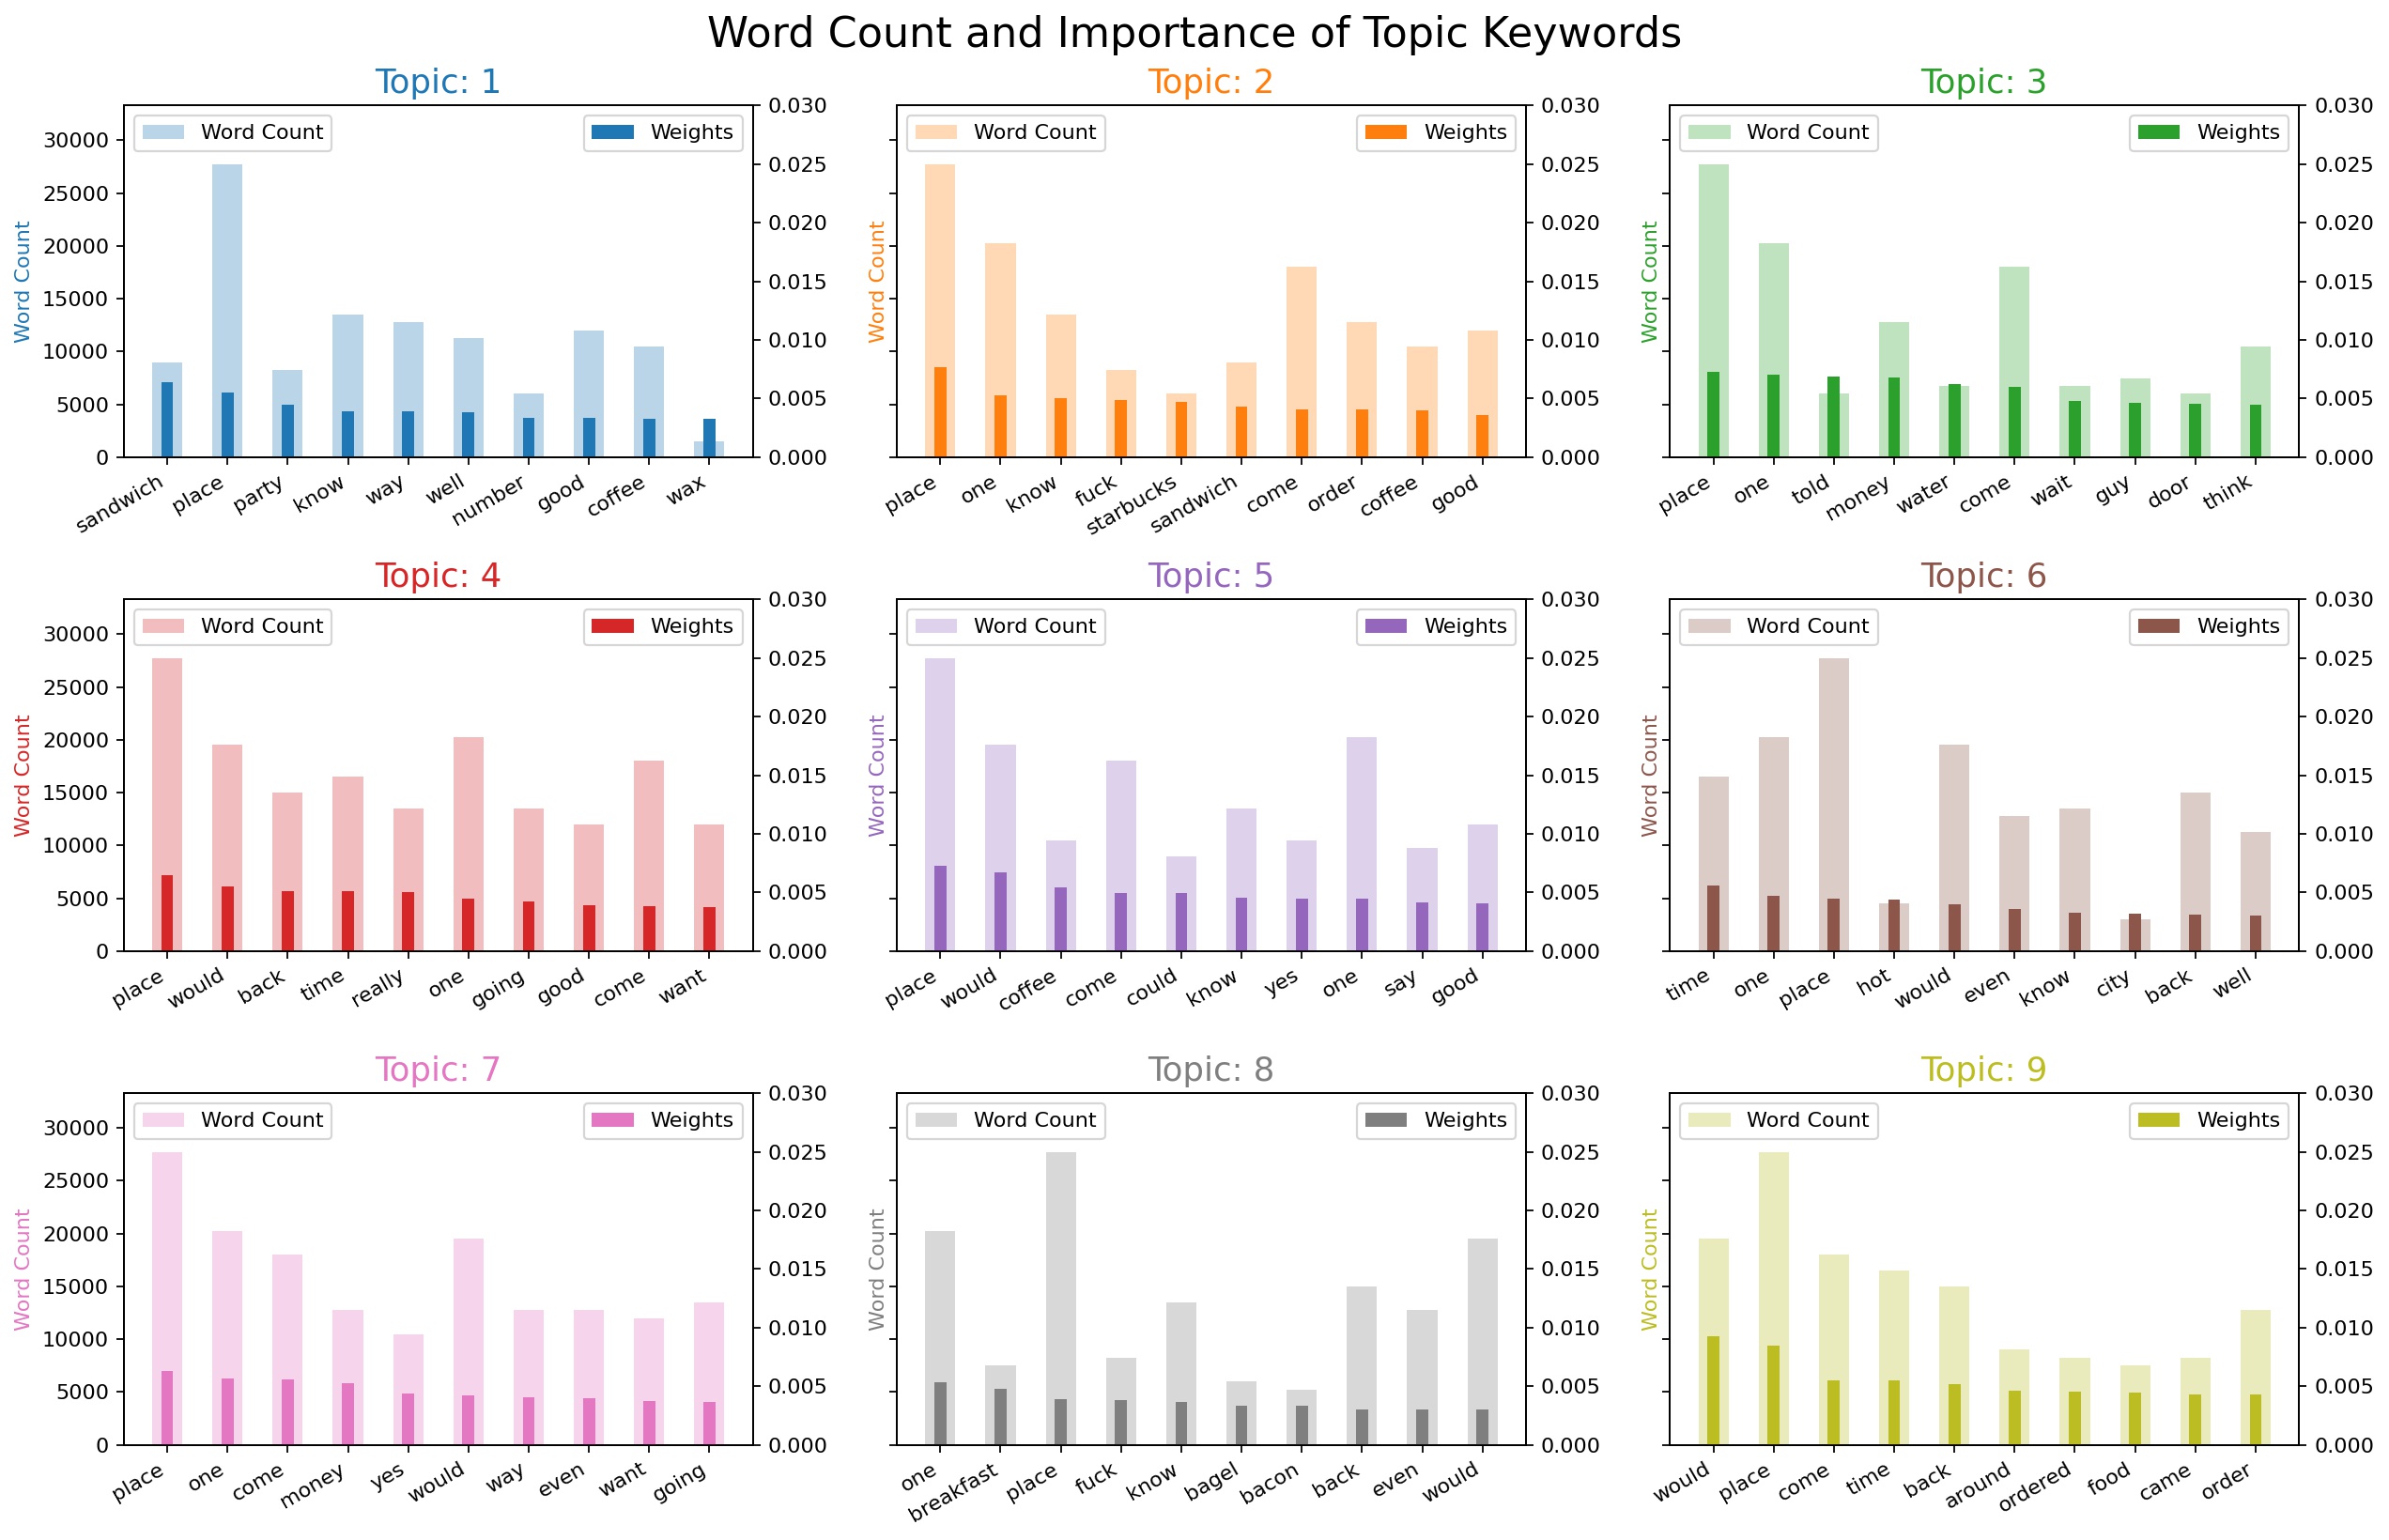 Word Count and Importance of Topic Keywords
Topic: 1
Word Count
Weights
30000
25000
20000
15000
10000
5000
0
0.030
0.025
0.020
0.015
0.010
0.005
0.000
Word Count
sandwich place party know way well number good coffee wax
Topic: 2
Word Count
Weights
0.030
0.025
0.020
0.015
0.010
0.005
0.000
Word Count
place one know fuck starbucks sandwich come order coffee good
Topic: 3
Word Count
Weights
0.030
0.025
0.020
0.015
0.010
0.005
0.000
Word Count
place one told money water come wait guy door think
Topic: 4
Word Count
Weights
30000
25000
20000
15000
10000
5000
0
0.030
0.025
0.020
0.015
0.010
0.005
0.000
Word Count
place would back time really one going good come want
Topic: 5
Word Count
Weights
0.030
0.025
0.020
0.015
0.010
0.005
0.000
Word Count
place would coffee come could know yes one say good
Topic: 6
Word Count
Weights
0.030
0.025
0.020
0.015
0.010
0.005
0.000
Word Count
time one place hot would even know city back well
Topic: 7
Word Count
Weights
30000
25000
20000
15000
10000
5000
0
0.030
0.025
0.020
0.015
0.010
0.005
0.000
Word Count
place one come money yes would way even want going
Topic: 8
Word Count
Weights
0.030
0.025
0.020
0.015
0.010
0.005
0.000
Word Count
one breakfast place fuck know bagel bacon back even would
Topic: 9
Word Count
Weights
0.030
0.025
0.020
0.015
0.010
0.005
0.000
Word Count
would place come time back around ordered food came order